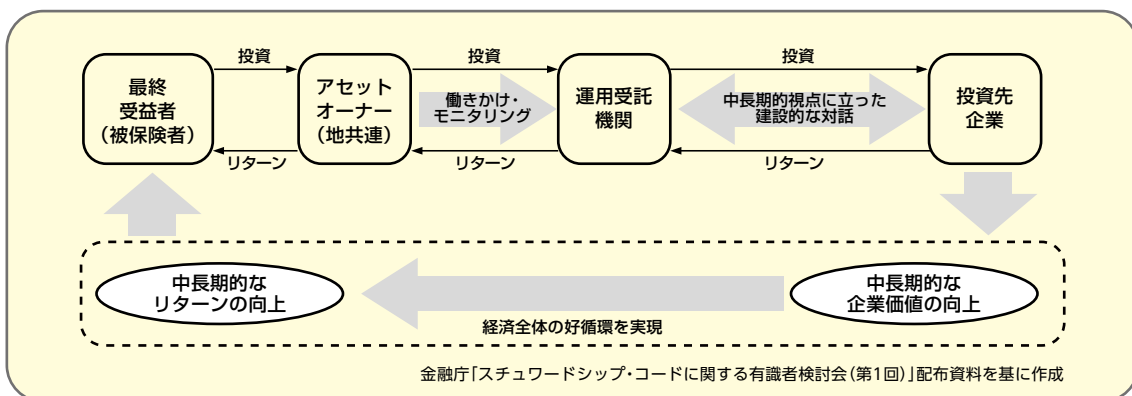 投資
投資
投資
最終
受益者
（被保険者）
アセット
オーナー
（地共連）
働きかけ・
モニタリング
運用受託
機関
中長期的視点に立った
建設的な対話
投資先
企業
リターン
リターン
リターン
中長期的な
リターンの向上
中長期的な
企業価値の向上
経済全体の好循環を実現
金融庁「スチュワードシップ・コードに関する有識者検討会（第1回）」配布資料を基に作成